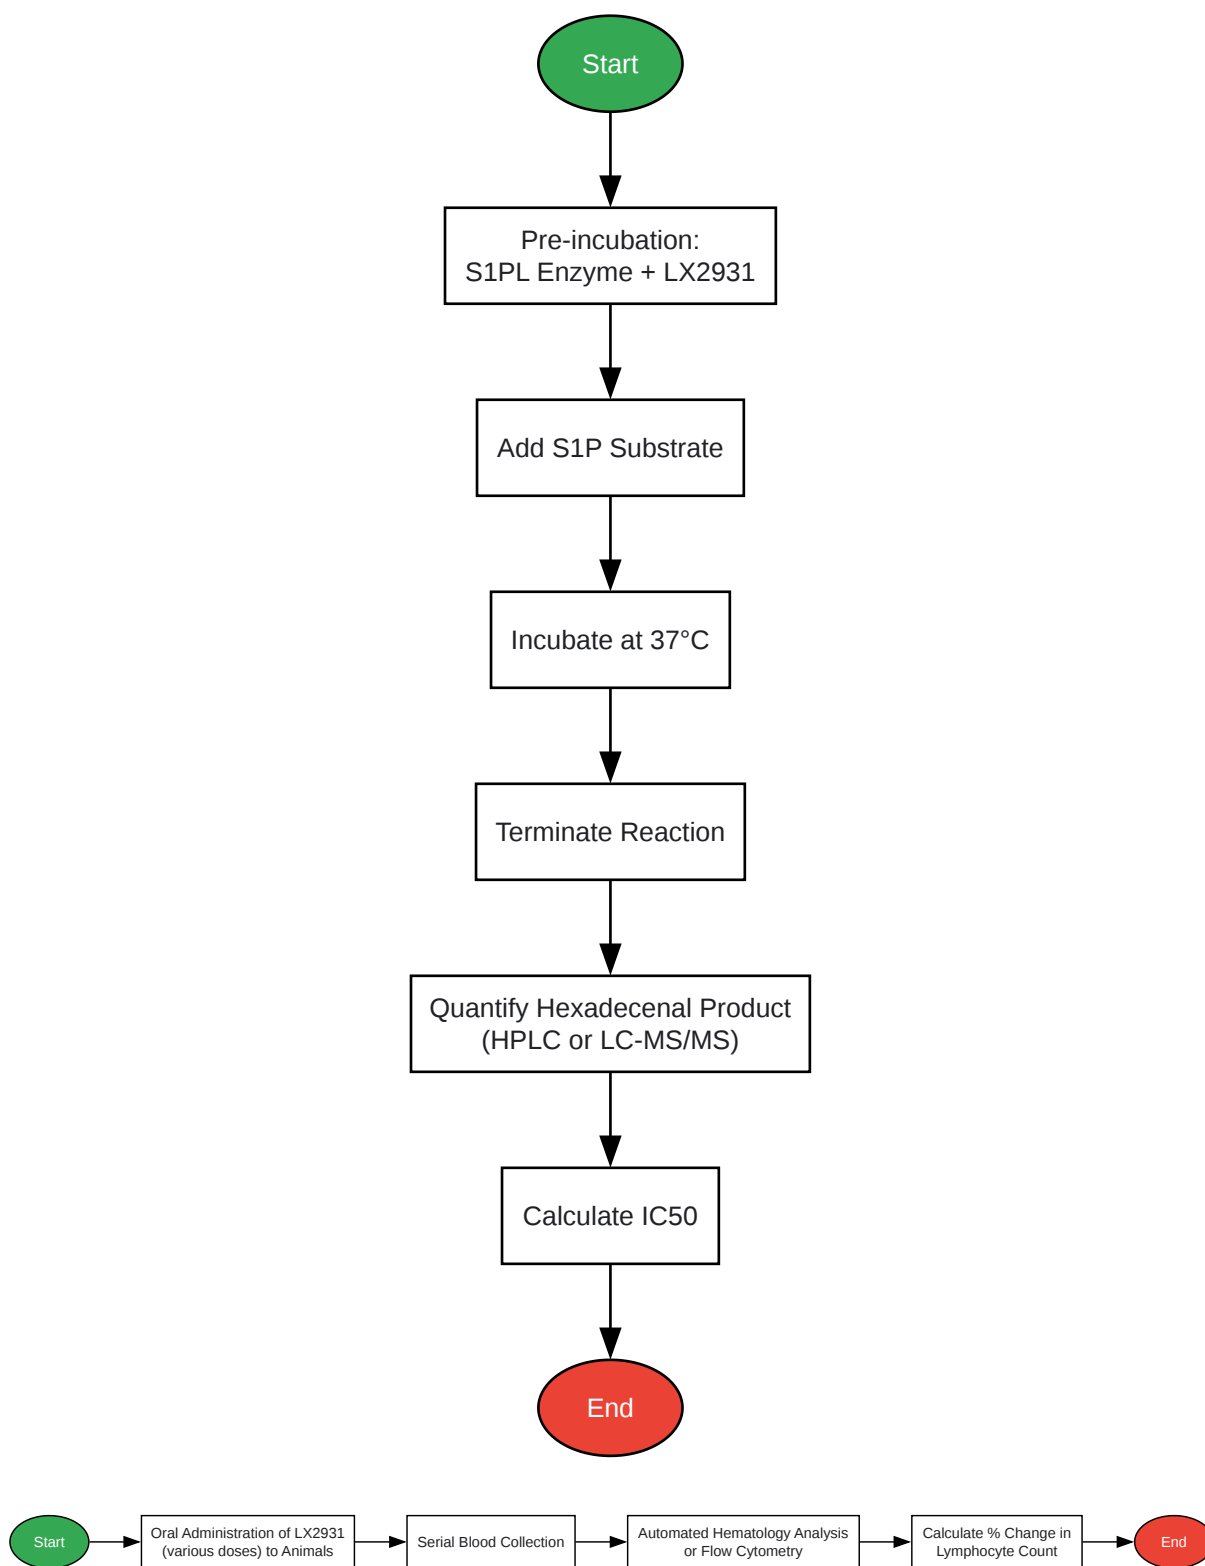 Start
Pre-incubation:
S1PL Enzyme + LX2931
Add S1P Substrate
Incubate at 37°C
Terminate Reaction
Quantify Hexadecenal Product
(HPLC or LC-MS/MS)
Calculate IC50
End
Start
Oral Administration of LX2931
(various doses) to Animals
Serial Blood Collection
Automated Hematology Analysis
or Flow Cytometry
Calculate % Change in
Lymphocyte Count
End